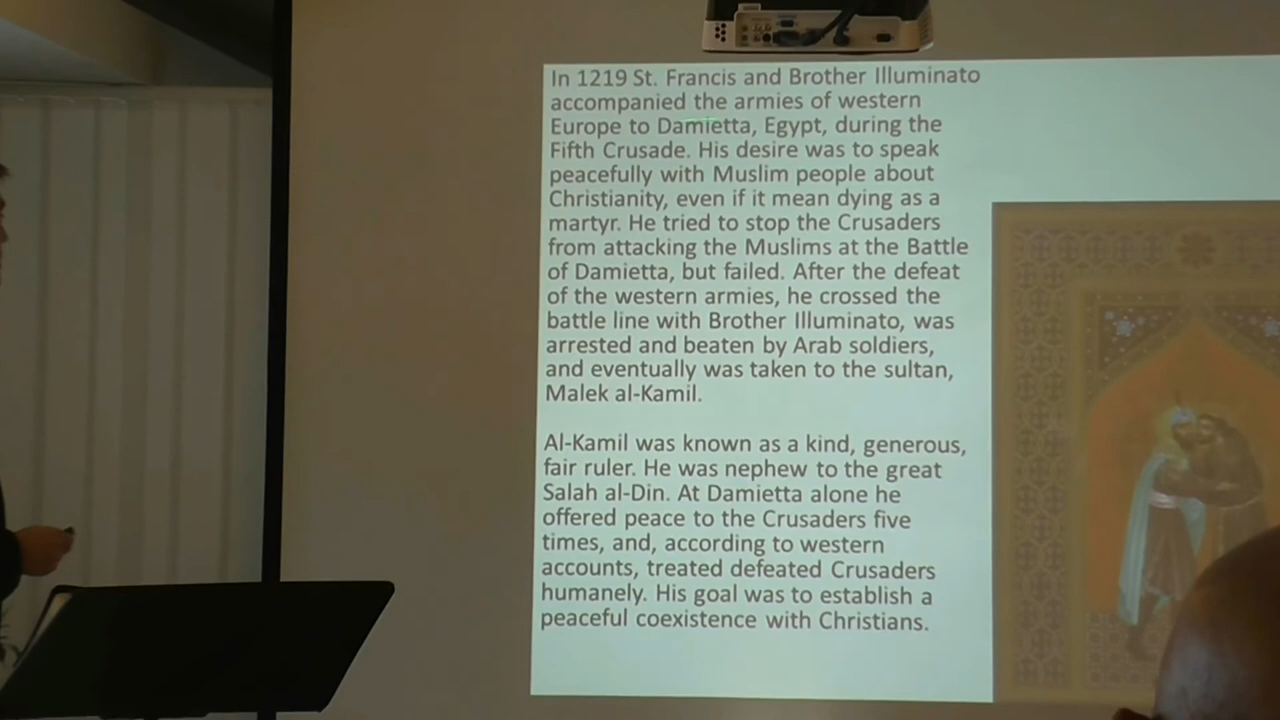 In 1219 St. Francis and Brother Illuminato
accompanied the armies of western
Europe to Damietta, Egypt, during the
Fifth Crusade. His desire was to speak
peacefully with Muslim people about
Christianity, even if it mean dying as a
martyr. He tried to stop the Crusaders
from attacking the Muslims at the Battle
of Damietta, but failed. After the defeat
of the western armies, he crossed the
battle line with Brother Illuminato, was
arrested and beaten by Arab soldiers,
and eventually was taken to the sultan,
Malek al-Kamil.
Al-Kamil was known as a kind, generous,
fair ruler. He was nephew to the great
Salah al-Din. At Damietta alone he
offered peace to the Crusaders five
times, and, according to western
accounts, treated defeated Crusaders
humanely. His goal was to establish a
peaceful coexistence with Christians.